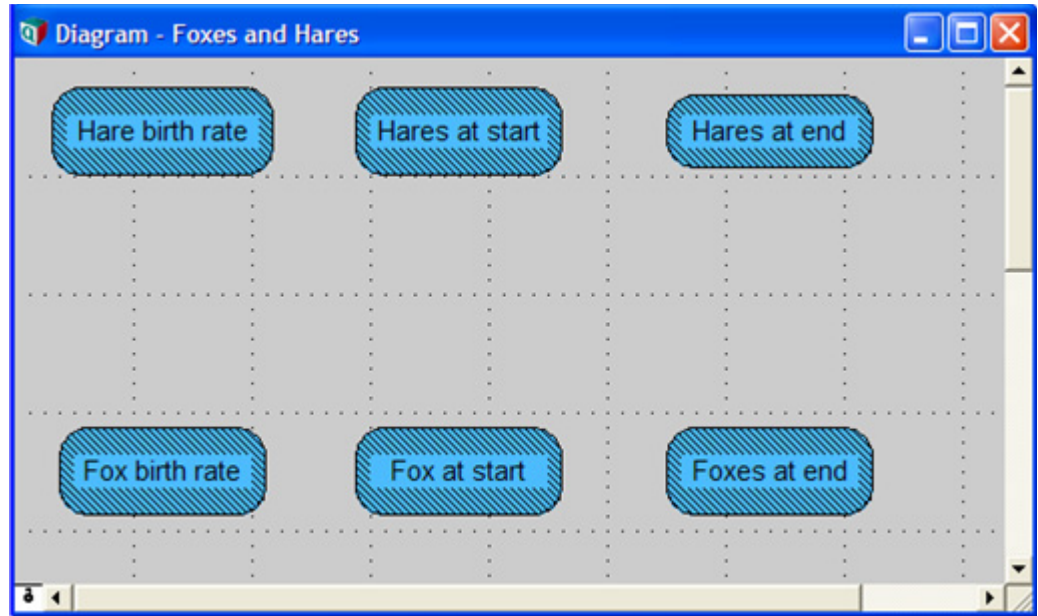 Diagram - Foxes and Hares
Hare birth rate
Hares at start
Hares at end
Fox birth rate
Fox at start
Foxes at end